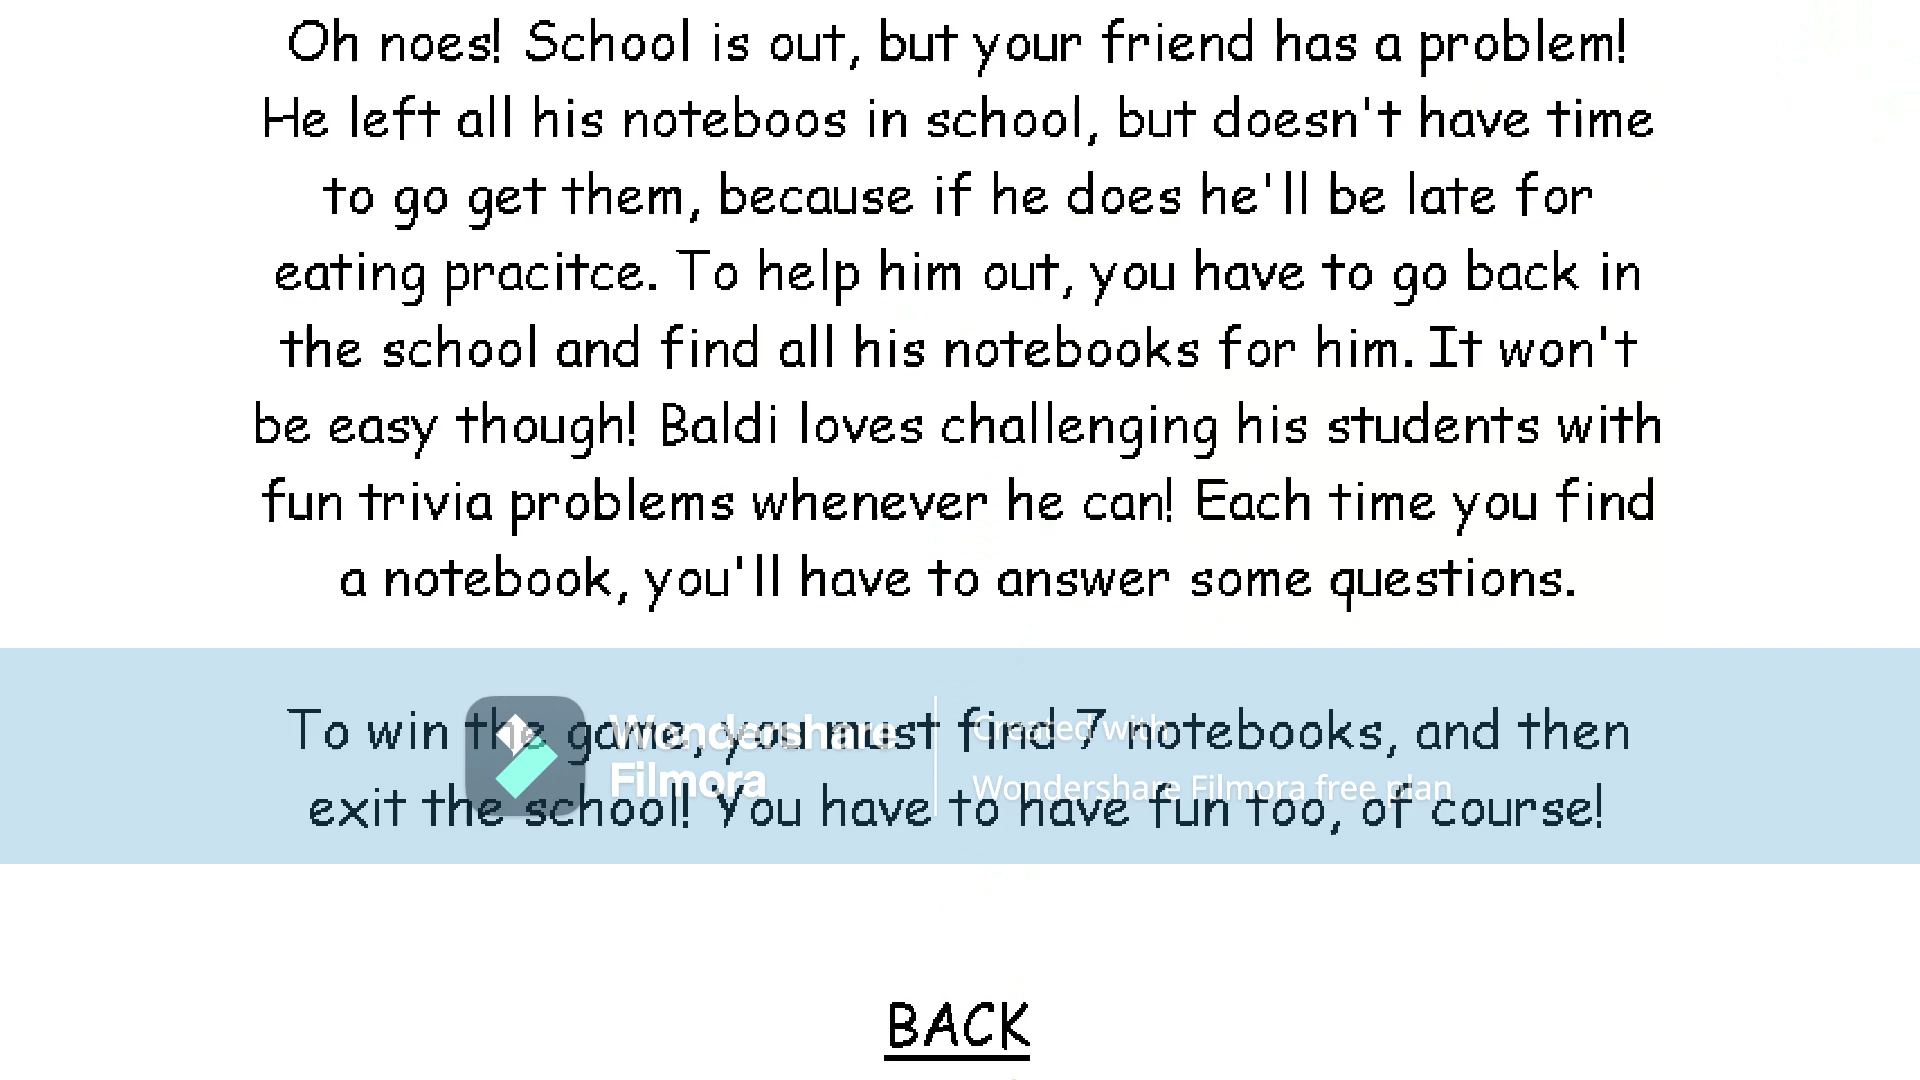 Oh noes! School is out, but your friend has a problem!
He left all his noteboos in school, but doesn't have time
to go get them, because if he does he'll be late for
eating pracitce. To help him out, you have to go back in
the school and find all his notebooks for him. It won't
be easy though! Baldi loves challenging his students with
fun trivia problems whenever he can! Each time you find
a notebook, you'll have to answer some questions.
To win the game, you must find 7 notebooks, and then
exit the school! You have to have fun too, of course!
Wondershare
Filmora
Created with
Wondershare Filmora free plan
BACK